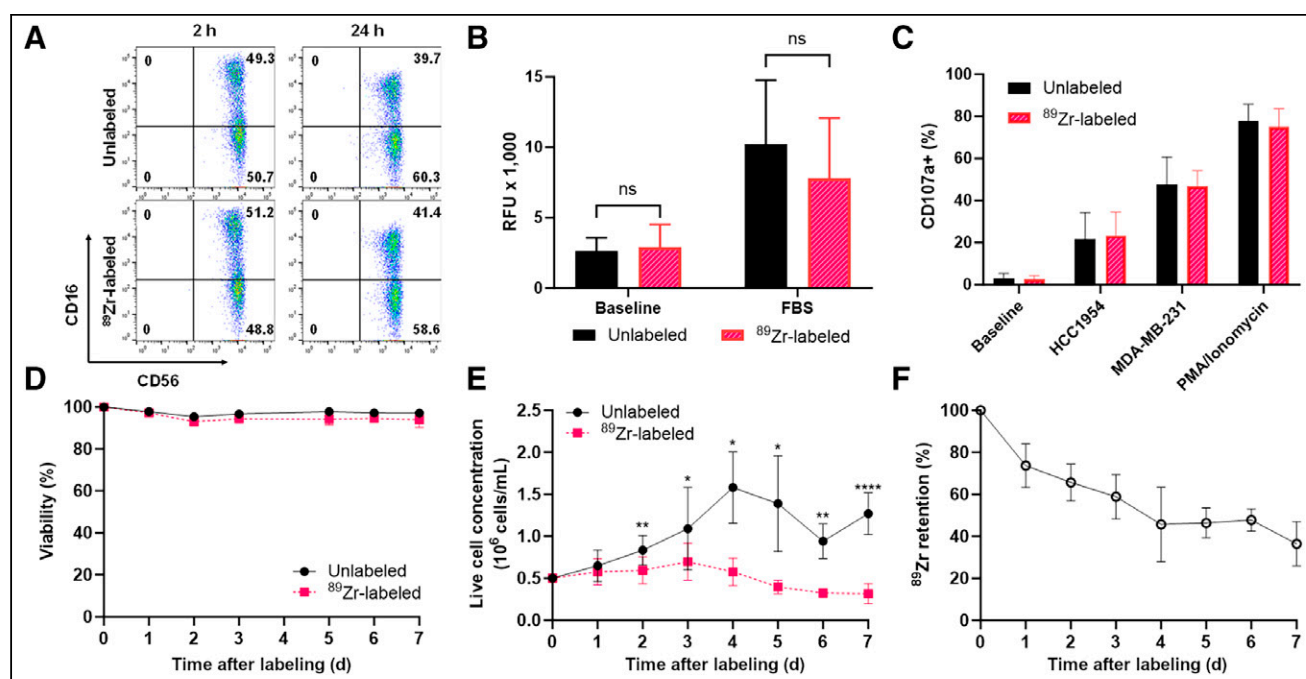 A
2 h
24 h
Unlabeled
0
49.3
0
39.7
0
50.7
0
60.3
⁸⁹Zr-labeled
0
51.2
0
41.4
0
48.8
0
58.6
CD16
CD56
B
ns
ns
RFU x 1,000
15
10
5
0
Baseline
FBS
Unlabeled
⁸⁹Zr-labeled
C
Unlabeled
⁸⁹Zr-labeled
CD107a+ (%)
100
80
60
40
20
0
Baseline
HCC1954
MDA-MB-231
PMA/Ionomycin
D
Viability (%)
100
80
60
40
20
0
Unlabeled
⁸⁹Zr-labeled
0 1 2 3 4 5 6 7
Time after labeling (d)
E
Unlabeled
⁸⁹Zr-labeled
Live cell concentration
(10⁶ cells/mL)
2.5
2.0
1.5
1.0
0.5
0.0
** * * * ** ****
0 1 2 3 4 5 6 7
Time after labeling (d)
F
⁸⁹Zr retention (%)
100
80
60
40
20
0
0 1 2 3 4 5 6 7
Time after labeling (d)